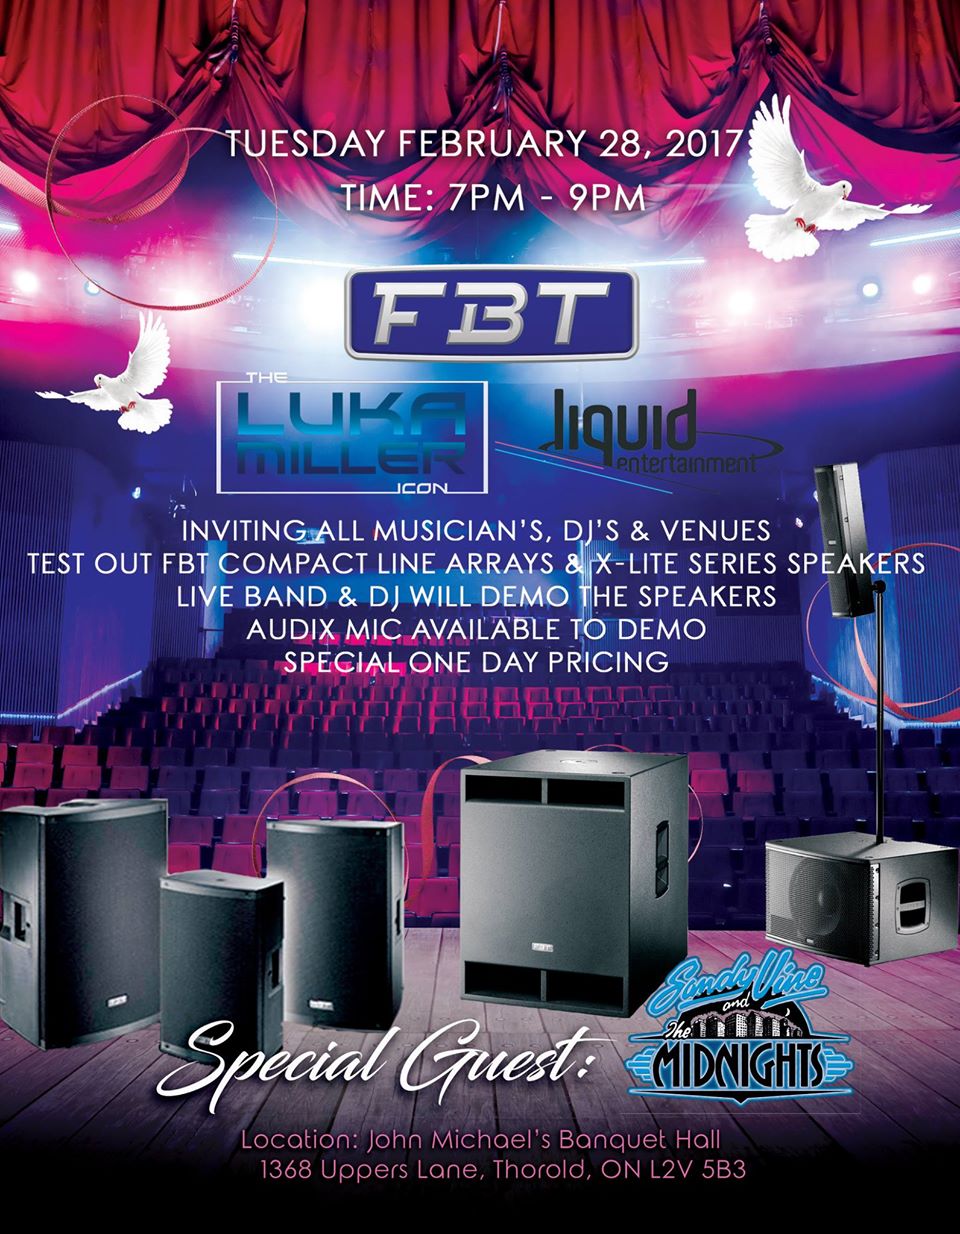 TUESDAY FEBRUARY 28, 2017
TIME: 7PM - 9PM
FBT
THE
LUKA
MILLER
ICON
liquid
entertainment
INVITING ALL MUSICIAN'S, DJ'S & VENUES
TEST OUT FBT COMPACT LINE ARRAYS & X-LITE SERIES SPEAKERS
LIVE BAND & DJ WILL DEMO THE SPEAKERS
AUDIX MIC AVAILABLE TO DEMO
SPECIAL ONE DAY PRICING
Special Guest:
Sandy Vine
and
The
MIDNIGHTS
Location: John Michael's Banquet Hall
1368 Uppers Lane, Thorold, ON L2V 5B3